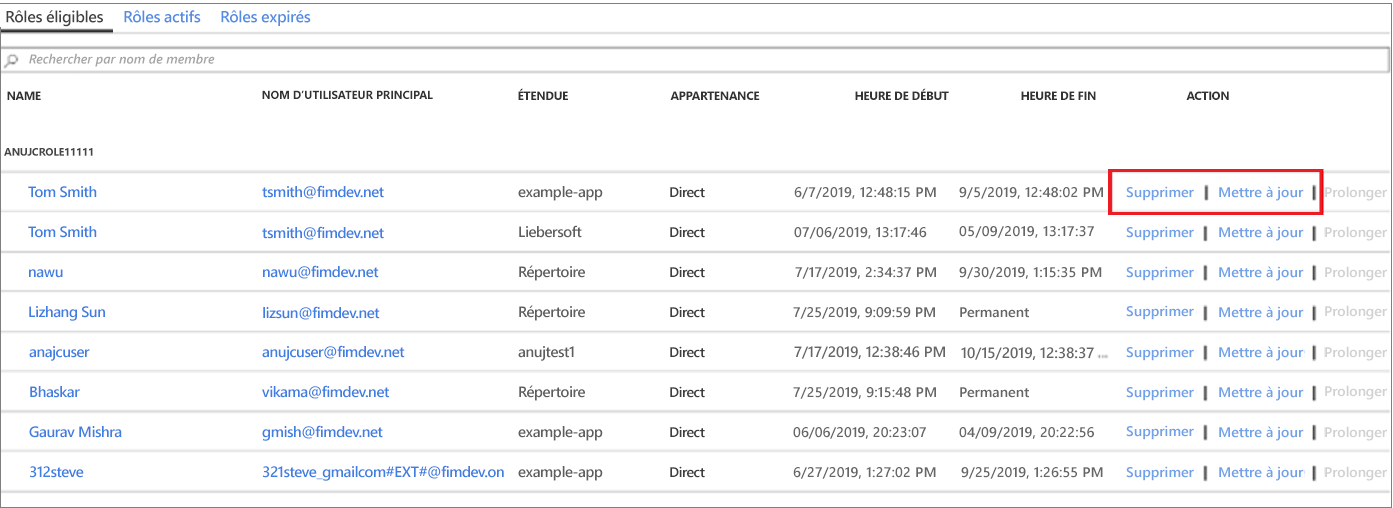 Rôles éligibles Rôles actifs Rôles expirés
Rechercher par nom de membre
NAME NOM D'UTILISATEUR PRINCIPAL ÉTENDUE APPARTENANCE HEURE DE DÉBUT HEURE DE FIN ACTION
ANUJCROLE11111
Tom Smith tsmith@fimdev.net example-app Direct 6/7/2019, 12:48:15 PM 9/5/2019, 12:48:02 PM Supprimer | Mettre à jour | Prolonger
Tom Smith tsmith@fimdev.net Liebersoft Direct 07/06/2019, 13:17:46 05/09/2019, 13:17:37 Supprimer | Mettre à jour | Prolonger
nawu nawu@fimdev.net Répertoire Direct 7/17/2019, 2:34:37 PM 9/30/2019, 1:15:35 PM Supprimer | Mettre à jour | Prolonger
Lizhang Sun lizsun@fimdev.net Répertoire Direct 7/25/2019, 9:09:59 PM Permanent Supprimer | Mettre à jour | Prolonger
anajcuser anujcuser@fimdev.net anujtest1 Direct 7/17/2019, 12:38:46 PM 10/15/2019, 12:38:37 ... Supprimer | Mettre à jour | Prolonger
Bhaskar vikama@fimdev.net Répertoire Direct 7/25/2019, 9:15:48 PM Permanent Supprimer | Mettre à jour | Prolonger
Gaurav Mishra gmish@fimdev.net example-app Direct 06/06/2019, 20:23:07 04/09/2019, 20:22:56 Supprimer | Mettre à jour | Prolonger
312steve 321steve_gmailcom#EXT#@fimdev.on example-app Direct 6/27/2019, 1:27:02 PM 9/25/2019, 1:26:55 PM Supprimer | Mettre à jour | Prolonger